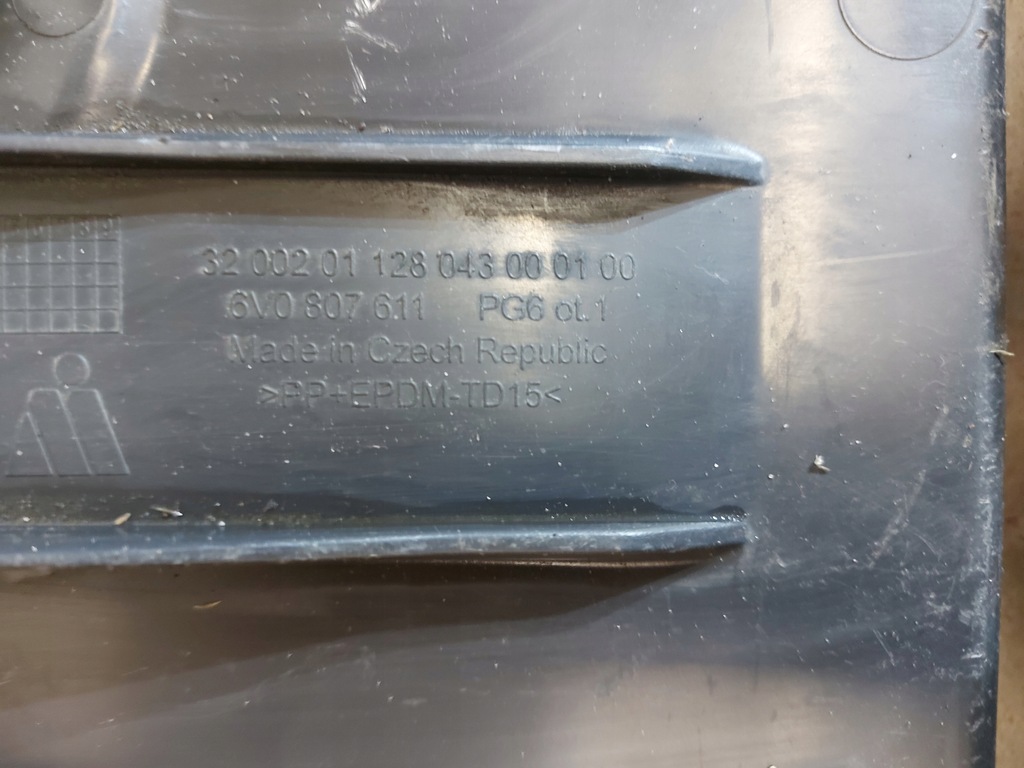 32 002 01 128 043 00 01 00
6V0 807 611 PG6 ot.1
Made in Czech Republic
>PP+EPDM-TD15<